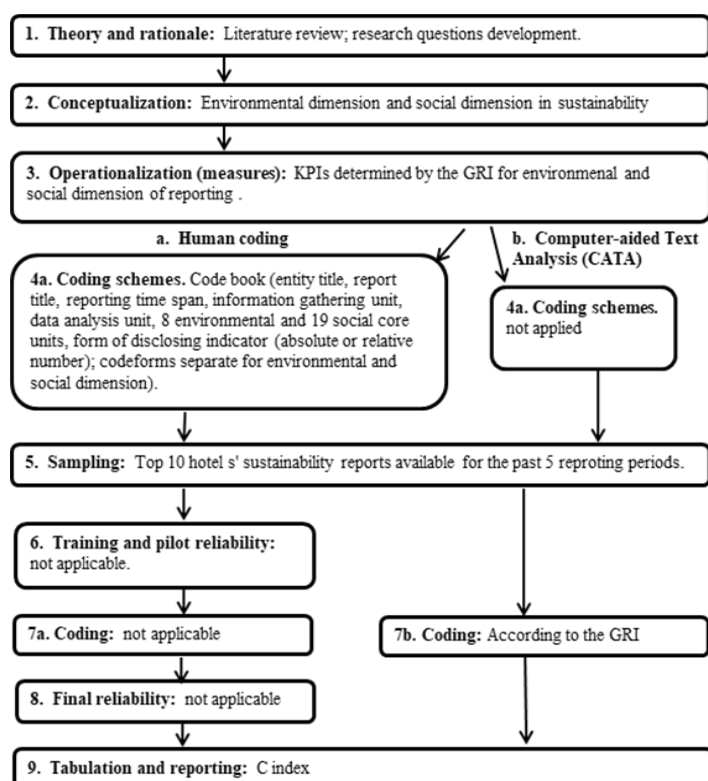 1. Theory and rationale: Literature review; research questions development.
2. Conceptualization: Environmental dimension and social dimension in sustainability
3. Operationalization (measures): KPIs determined by the GRI for environmenal and
social dimension of reporting .
a. Human coding
b. Computer-aided Text
Analysis (CATA)
4a. Coding schemes. Code book (entity title, report
title, reporting time span, information gathering unit,
data analysis unit, 8 environmental and 19 social core
units, form of disclosing indicator (absolute or relative
number); codeforms separate for environmental and
social dimension).
4a. Coding schemes.
not applied
5. Sampling: Top 10 hotel s' sustainability reports available for the past 5 reproting periods.
6. Training and pilot reliability:
not applicable.
7a. Coding: not applicable
7b. Coding: According to the GRI
8. Final reliability: not applicable
9. Tabulation and reporting: C index